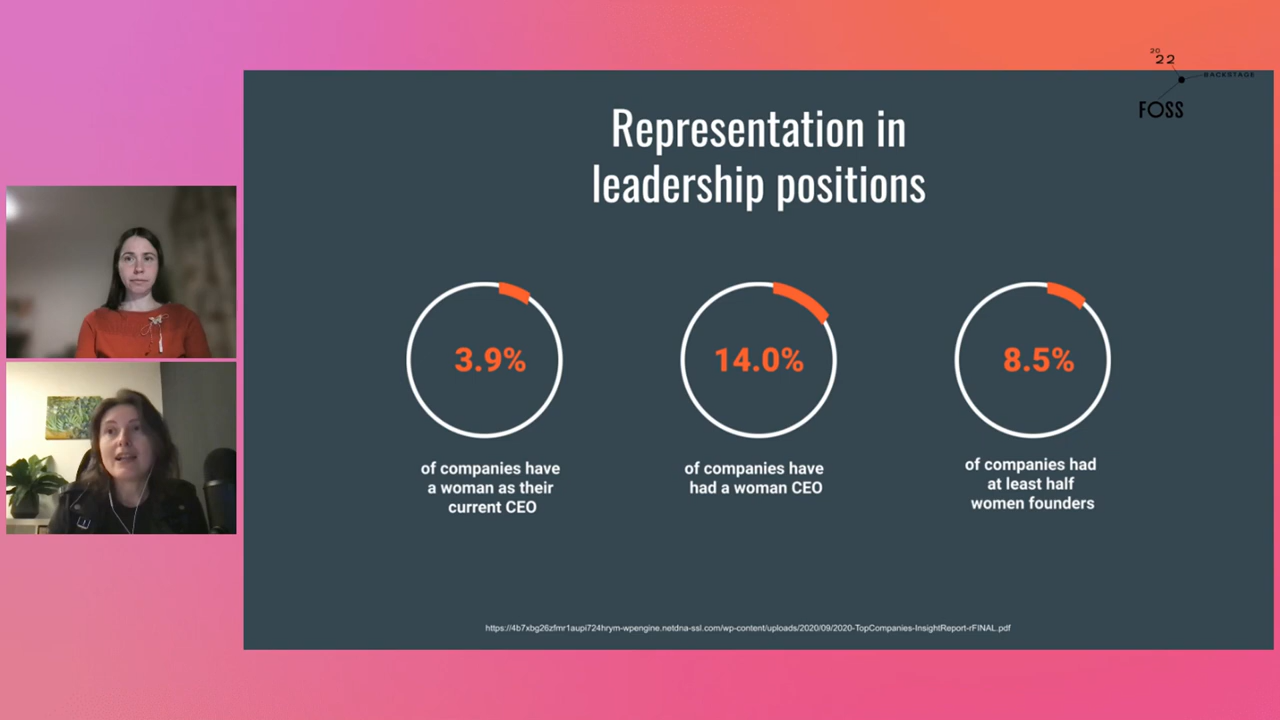 20
22
BACKSTAGE
FOSS
Representation in
leadership positions
3.9%
14.0%
8.5%
of companies have
a woman as their
current CEO
of companies have
had a woman CEO
of companies had
at least half
women founders
https://4b7xbg26zfmr1aupi724hrym-wpengine.netdna-ssl.com/wp-content/uploads/2020/09/2020-TopCompanies-InsightReport-rFINAL.pdf